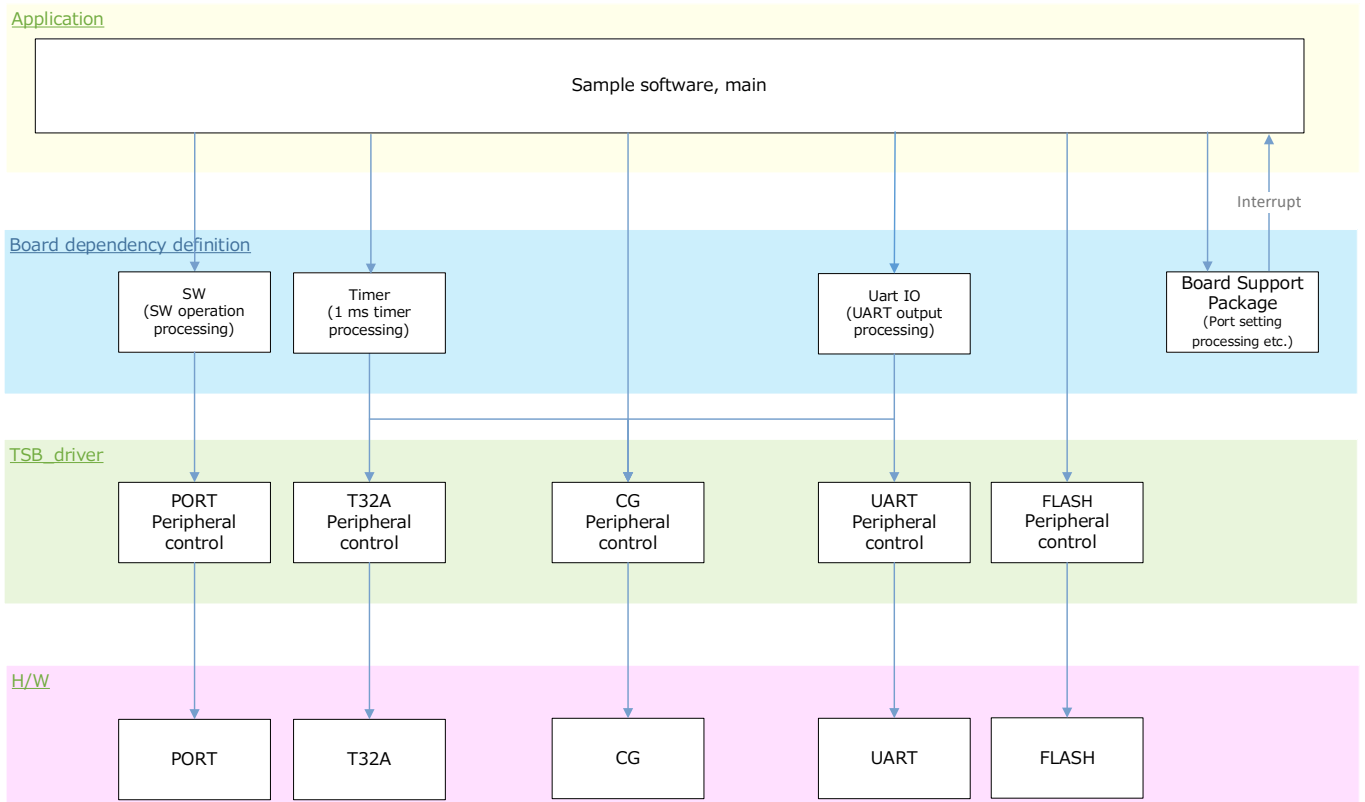 Application
Sample software, main
Interrupt
Board dependency definition
SW
(SW operation
processing)
Timer
(1 ms timer
processing)
Uart IO
(UART output
processing)
Board Support
Package
(Port setting
processing etc.)
TSB_driver
PORT
Peripheral
control
T32A
Peripheral
control
CG
Peripheral
control
UART
Peripheral
control
FLASH
Peripheral
control
H/W
PORT
T32A
CG
UART
FLASH